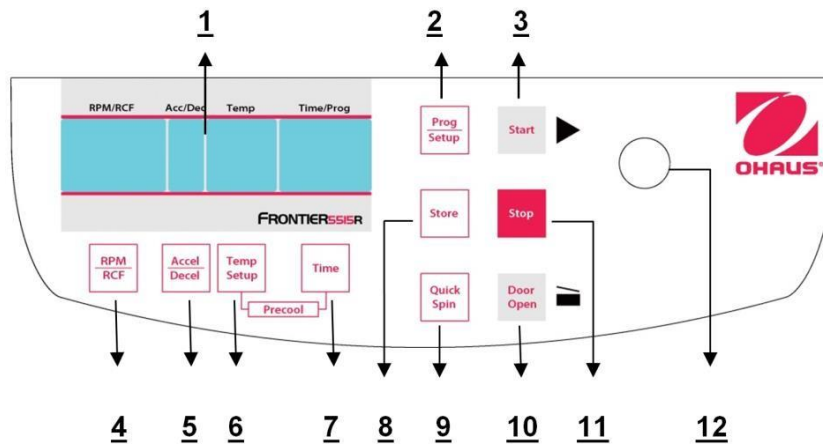 1 2 3
RPM/RCF Acc/Dec Temp Time/Prog
Prog
Setup
Start
OHAUS®
FRONTIER5515R
Store
Stop
RPM
RCF
Accel
Decel
Temp
Setup
Time
Precool
Quick
Spin
Door
Open
4 5 6 7 8 9 10 11 12